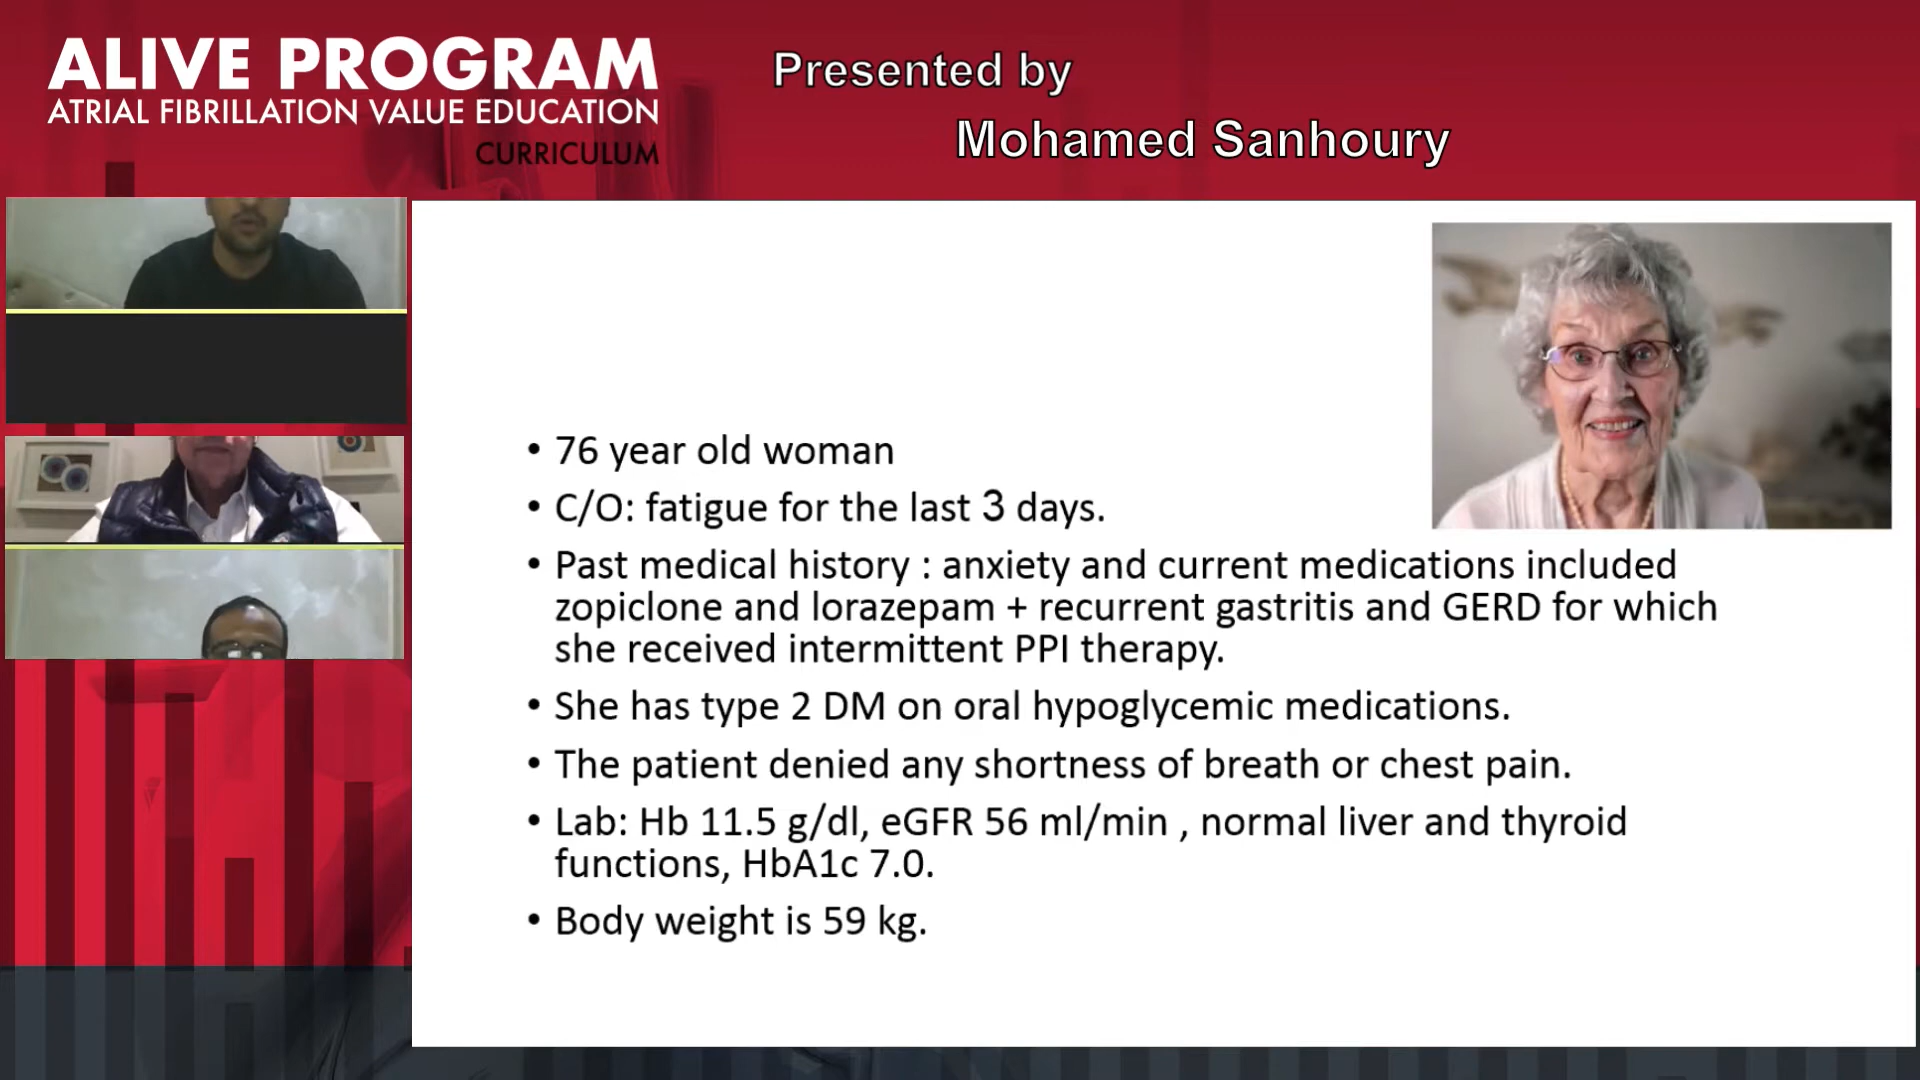 ALIVE PROGRAM
ATRIAL FIBRILLATION VALUE EDUCATION
CURRICULUM
Presented by
Mohamed Sanhoury
• 76 year old woman
• C/O: fatigue for the last 3 days.
• Past medical history : anxiety and current medications included
zopiclone and lorazepam + recurrent gastritis and GERD for which
she received intermittent PPI therapy.
• She has type 2 DM on oral hypoglycemic medications.
• The patient denied any shortness of breath or chest pain.
• Lab: Hb 11.5 g/dl, eGFR 56 ml/min , normal liver and thyroid
functions, HbA1c 7.0.
• Body weight is 59 kg.